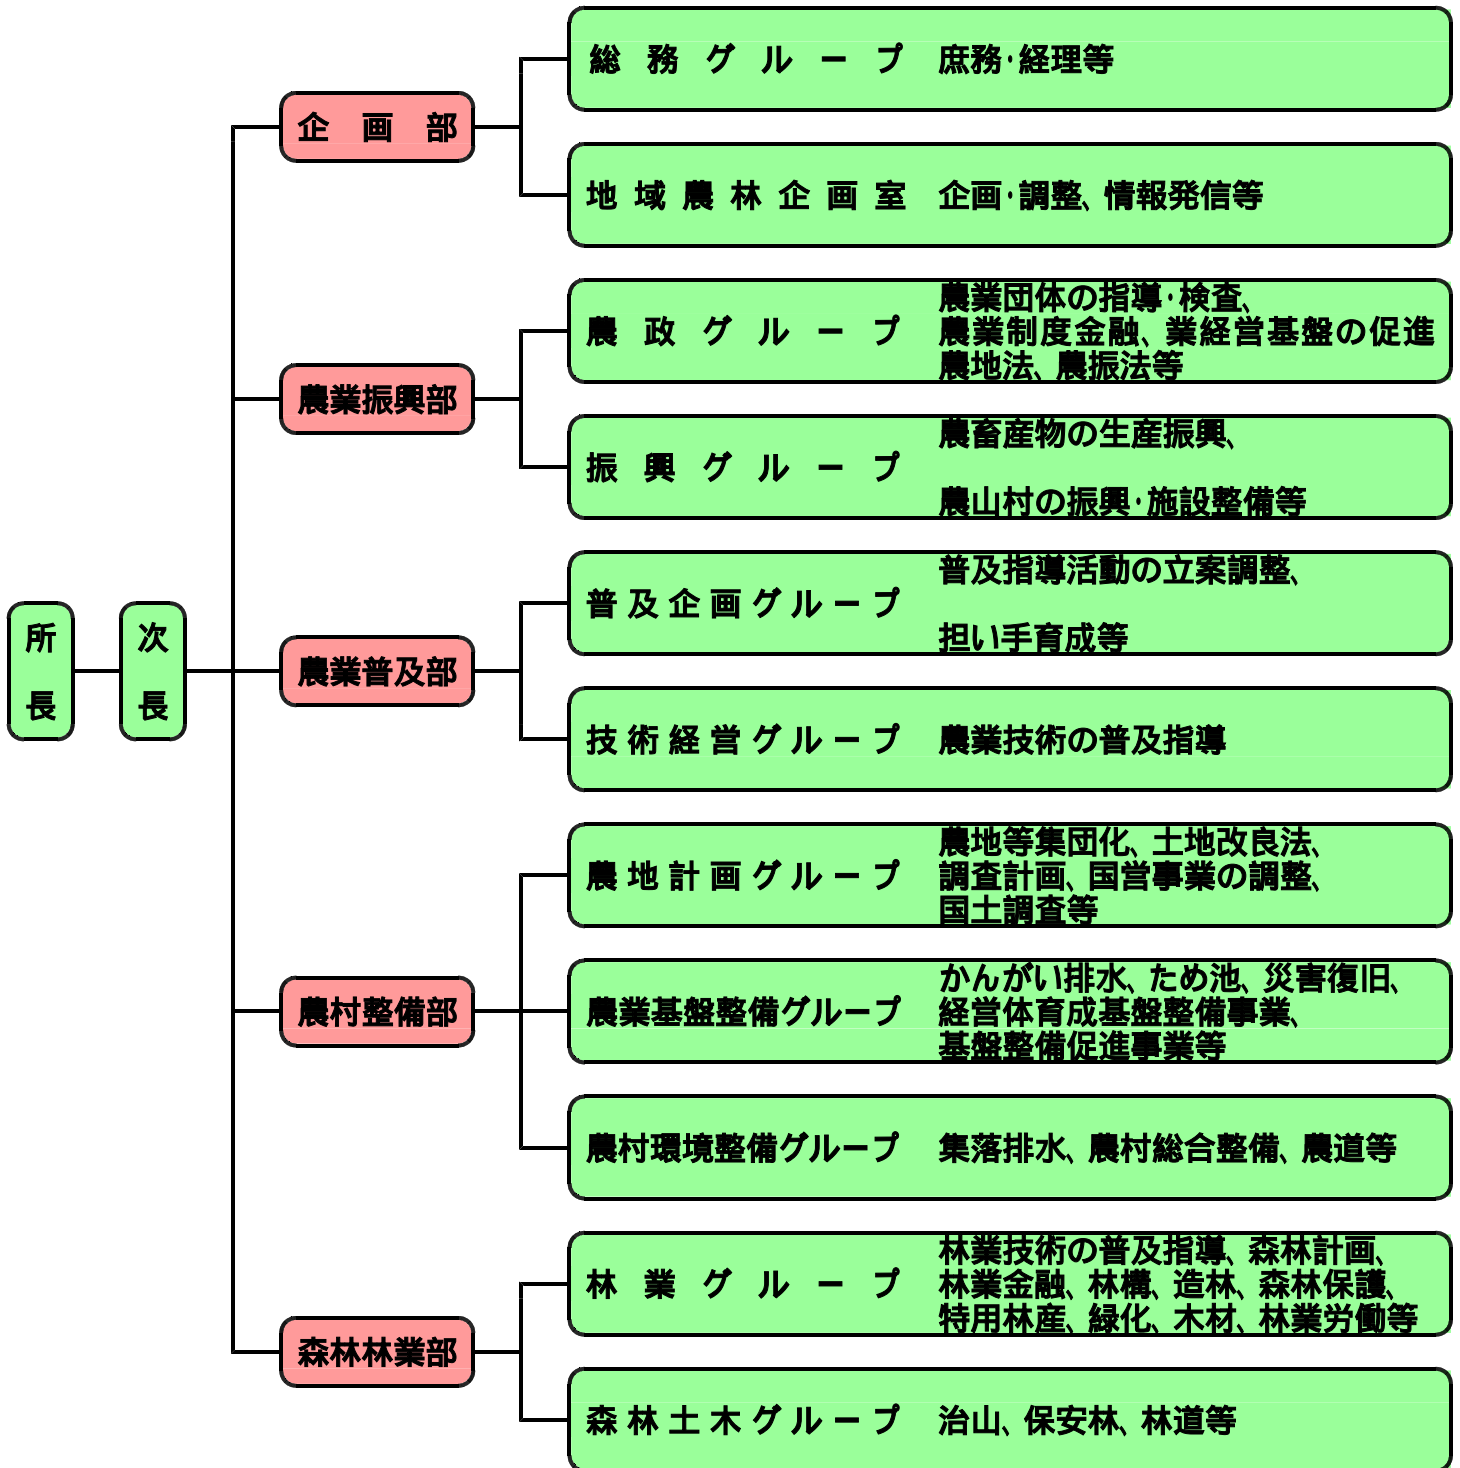 所長
次長
企画部
総務グループ 庶務・経理等
地域農林企画室 企画・調整、情報発信等
農業振興部
農政グループ
農業団体の指導・検査、
農業制度金融、業経営基盤の促進
農地法、農振法等
振興グループ
農畜産物の生産振興、
農山村の振興・施設整備等
農業普及部
普及企画グループ
普及指導活動の立案調整、
担い手育成等
技術経営グループ 農業技術の普及指導
農村整備部
農地計画グループ
農地等集団化、土地改良法、
調査計画、国営事業の調整、
国土調査等
農業基盤整備グループ
かんがい排水、ため池、災害復旧、
経営体育成基盤整備事業、
基盤整備促進事業等
農村環境整備グループ 集落排水、農村総合整備、農道等
森林林業部
林業グループ
林業技術の普及指導、森林計画、
林業金融、林構、造林、森林保護、
特用林産、緑化、木材、林業労働等
森林土木グループ 治山、保安林、林道等